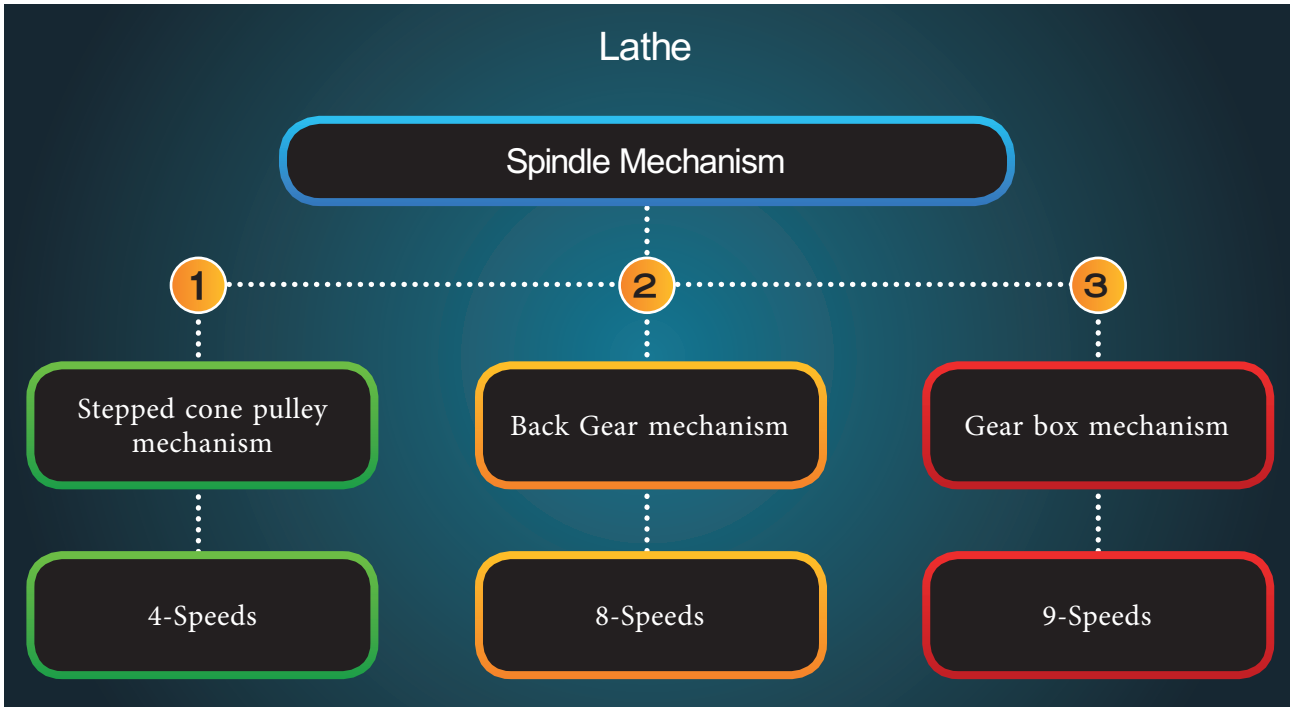 Lathe
Spindle Mechanism
1
2
3
Stepped cone pulley
mechanism
Back Gear mechanism
Gear box mechanism
4-Speeds
8-Speeds
9-Speeds